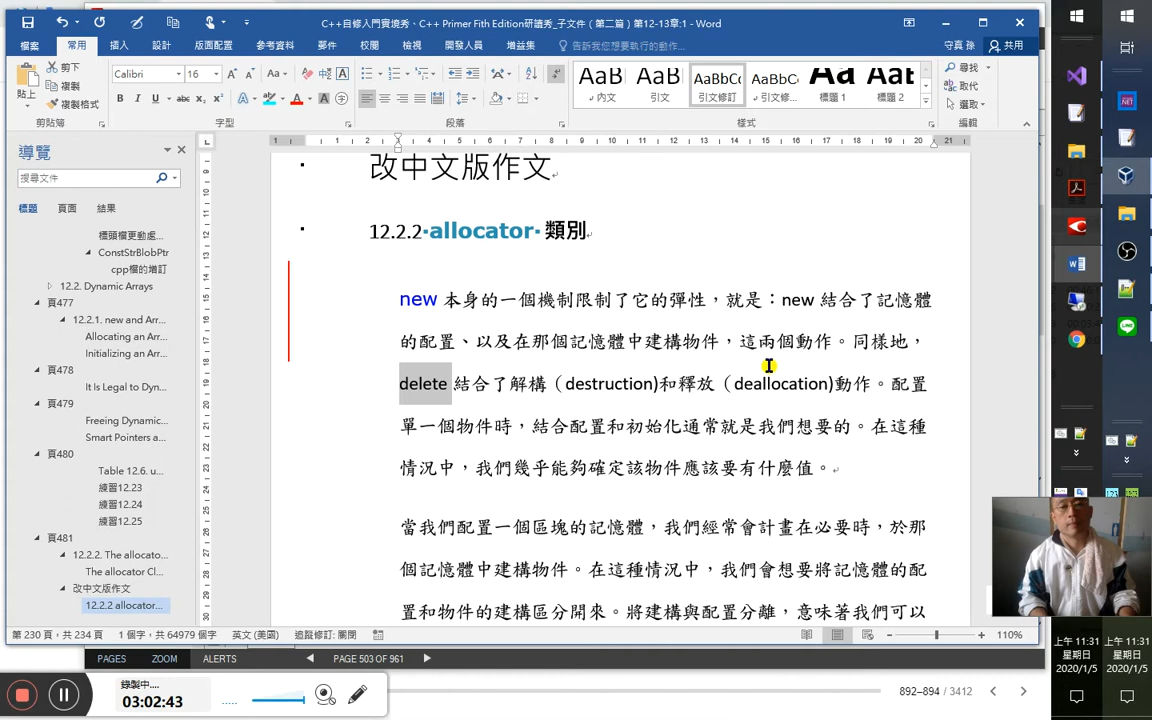 C++自修入門實境秀、C++ Primer Fith Edition研讀秀_子文件（第二篇）第12-13章:1 - Word
檔案 常用 插入 設計 版面配置 參考資料 郵件 校閱 檢視 開發人員 增益集 告訴我您想要執行的動作... 守真 孫 共用
貼上 剪下 複製 複製格式
Calibri 16
AaBbC 內文
AaBbC 引文
AaBbCc 引文修訂
AaBbCc 引文修...
AaBb 標題 1
AaBb 標題 2
尋找 取代 選取
剪貼簿 字型 段落 樣式 編輯
導覽
搜尋文件
標題 頁面 結果
標頭檔更動處...
ConstStrBlobPtr
cpp檔的增訂
12.2. Dynamic Arrays
頁477
12.2.1. new and Arr...
Allocating an Arr...
Initializing an Arr...
頁478
It Is Legal to Dyn...
頁479
Freeing Dynamic...
Smart Pointers a...
頁480
Table 12.6. u...
練習12.23
練習12.24
練習12.25
頁481
12.2.2. The allocato...
The allocator Cl...
改中文版作文
12.2.2 allocator...
改中文版作文
12.2.2·allocator· 類別
new 本身的一個機制限制了它的彈性，就是：new 結合了記憶體
的配置、以及在那個記憶體中建構物件，這兩個動作。同樣地，
delete 結合了解構（destruction)和釋放（deallocation)動作。配置
單一個物件時，結合配置和初始化通常就是我們想要的。在這種
情況中，我們幾乎能夠確定該物件應該要有什麼值。
當我們配置一個區塊的記憶體，我們經常會計畫在必要時，於那
個記憶體中建構物件。在這種情況中，我們會想要將記憶體的配
置和物件的建構區分開來。將建構與配置分離，意味著我們可以
第 230 頁，共 234 頁 1 個字，共 64979 個字 英文 (美國) 追蹤修訂: 關閉 110%
PAGES ZOOM ALERTS PAGE 503 OF 961
錄製中....
03:02:43
892–894 / 3412
上午 11:31
星期日
2020/1/5
上午 11:31
星期日
2020/1/5